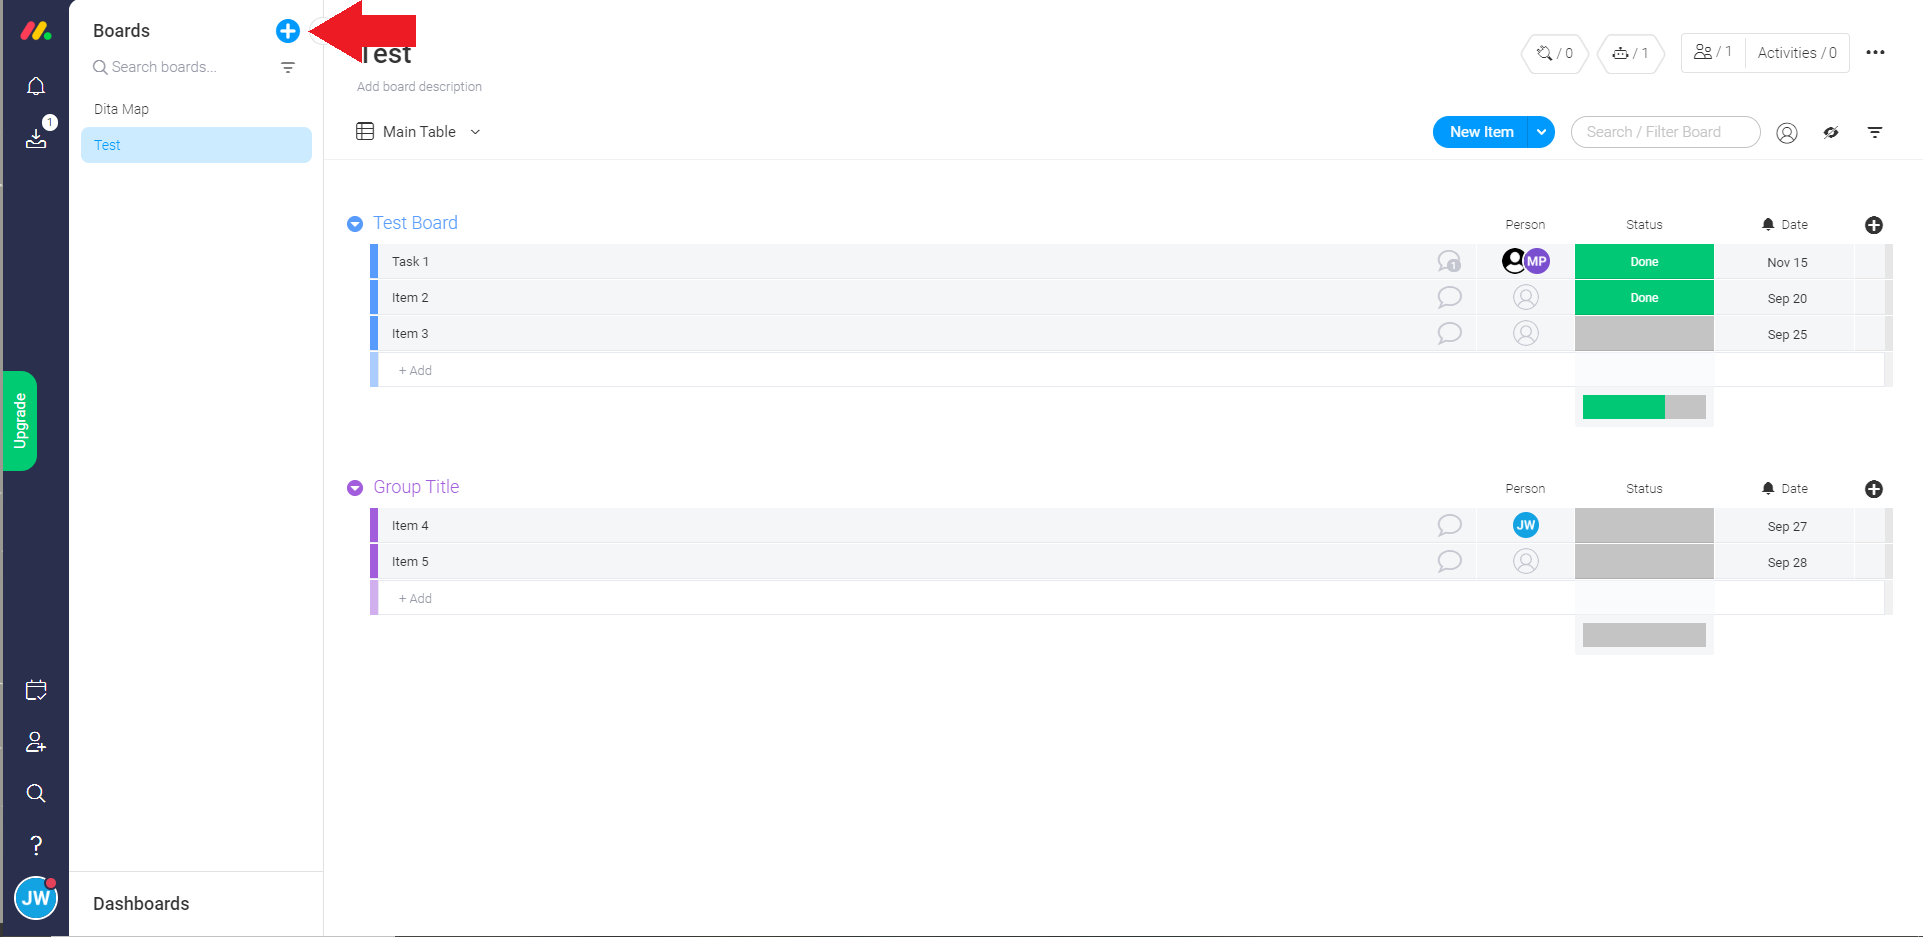 Boards
Search boards...
Dita Map
Test
1
Upgrade
?
JW
Dashboards
Test
Add board description
/ 0
/ 1
/ 1
Activities / 0
Main Table
New Item
Search / Filter Board
Test Board
Person
Status
Date
Task 1
1
MP
Done
Nov 15
Item 2
Done
Sep 20
Item 3
Sep 25
+ Add
Group Title
Person
Status
Date
Item 4
JW
Sep 27
Item 5
Sep 28
+ Add